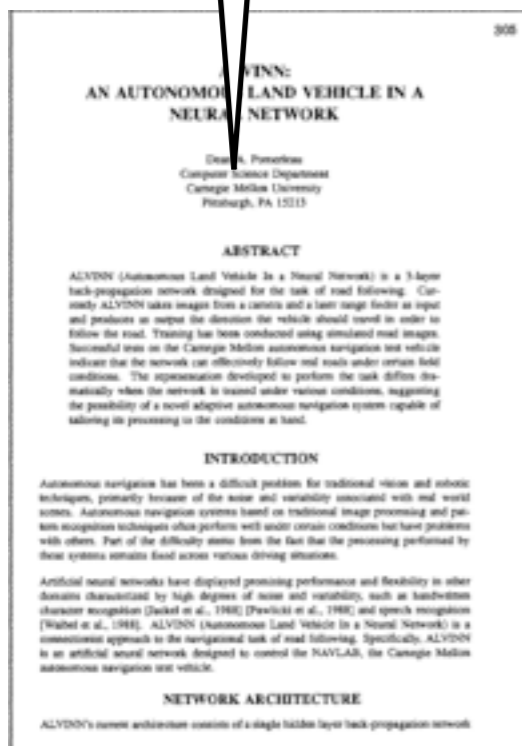 305
ALVINN:
AN AUTONOMOUS LAND VEHICLE IN A
NEURAL NETWORK
Dean A. Pomerleau
Computer Science Department
Carnegie Mellon University
Pittsburgh, PA 15213
ABSTRACT
ALVINN (Autonomous Land Vehicle In a Neural Network) is a 3-layer
back-propagation network designed for the task of road following. Cur-
rently ALVINN takes images from a camera and a laser range finder as input
and produces as output the direction the vehicle should travel in order to
follow the road. Training has been conducted using simulated road images.
Successful tests on the Carnegie Mellon autonomous navigation test vehicle
indicate that the network can effectively follow real roads under certain field
conditions. The representation developed to perform the task differs dra-
matically when the network is trained under various conditions, suggesting
the possibility of a novel adaptive autonomous navigation system capable of
tailoring its processing to the conditions at hand.
INTRODUCTION
Autonomous navigation has been a difficult problem for traditional vision and robotic
techniques, primarily because of the noise and variability associated with real world
scenes. Autonomous navigation systems based on traditional image processing and pat-
tern recognition techniques often perform well under certain conditions but have problems
with others. Part of the difficulty stems from the fact that the processing performed by
these systems remains fixed across various driving situations.
Artificial neural networks have displayed promising performance and flexibility in other
domains characterized by high degrees of noise and variability, such as handwritten
character recognition [Jackel et al., 1988] [Pawlicki et al., 1988] and speech recognition
[Waibel et al., 1988]. ALVINN (Autonomous Land Vehicle In a Neural Network) is a
connectionist approach to the navigational task of road following. Specifically, ALVINN
is an artificial neural network designed to control the NAVLAB, the Carnegie Mellon
autonomous navigation test vehicle.
NETWORK ARCHITECTURE
ALVINN's current architecture consists of a single hidden layer back-propagation network